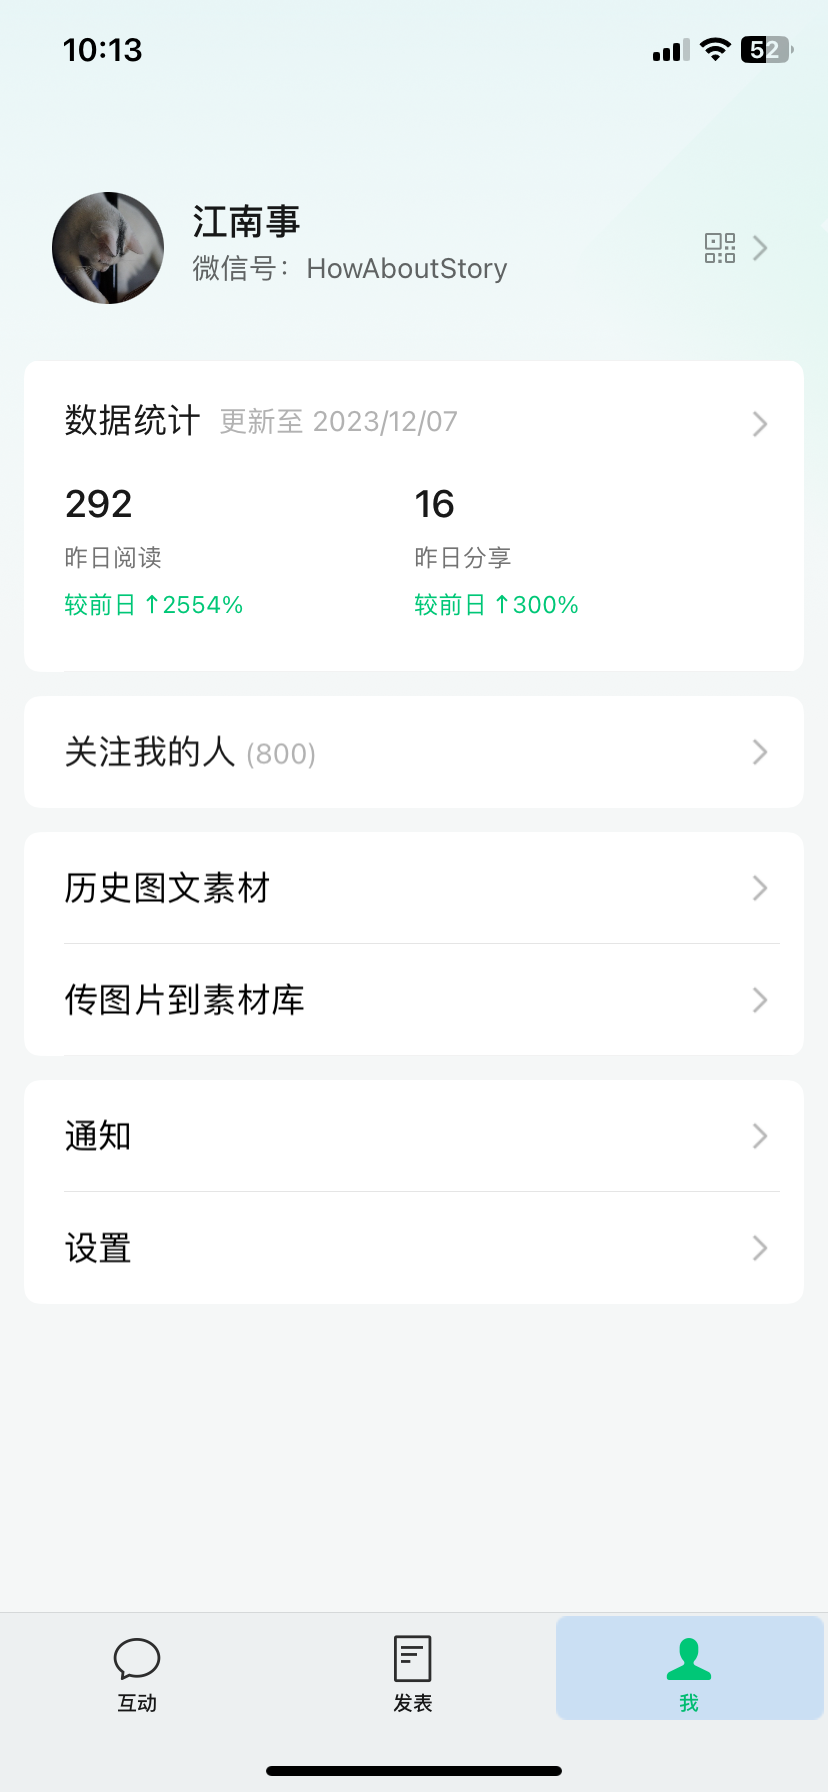 10:13
52
江南事
微信号：HowAboutStory
数据统计 更新至 2023/12/07
292 16
昨日阅读 昨日分享
较前日 ↑2554% 较前日 ↑300%
关注我的人 (800)
历史图文素材
传图片到素材库
通知
设置
互动 发表 我